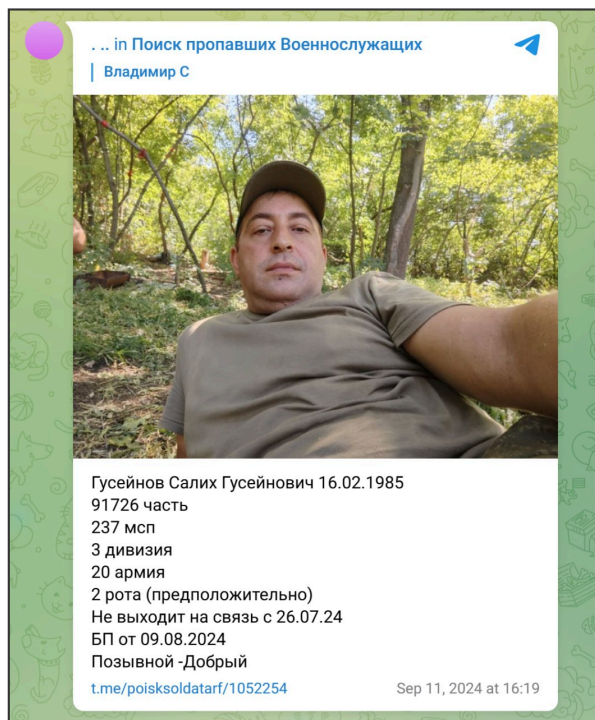 . .. in Поиск пропавших Военнослужащих
Владимир С
Гусейнов Салих Гусейнович 16.02.1985
91726 часть
237 мсп
3 дивизия
20 армия
2 рота (предположительно)
Не выходит на связь с 26.07.24
БП от 09.08.2024
Позывной -Добрый
t.me/poisksoldatarf/1052254 Sep 11, 2024 at 16:19